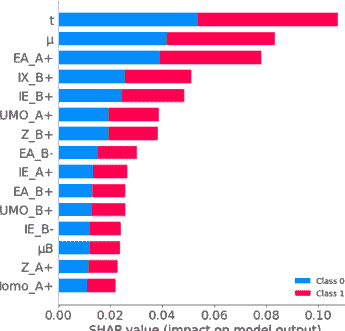 t
μ
EA_A+
IX_B+
IE_B+
UMO_A+
Z_B+
EA_B-
IE_A+
EA_B+
UMO_B+
IE_B-
μB
Z_A+
Homo_A+
Class 0
Class 1
0.00 0.02 0.04 0.06 0.08 0.10
SHAP value (impact on model output)